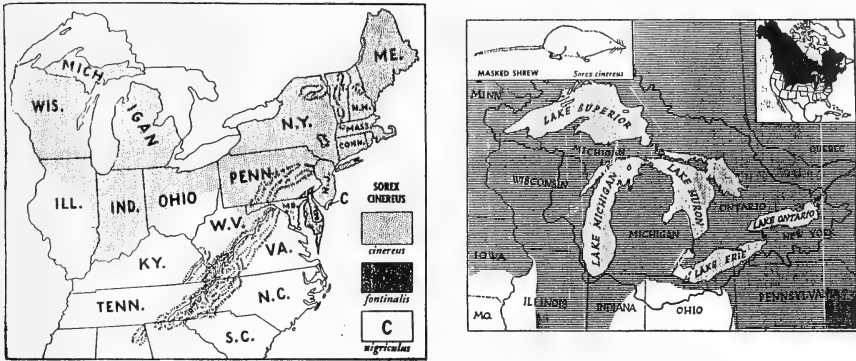 ME.
MICH
IGAN
WIS.
N.H.
N.Y.
MASS.
CONN.
PENN.
N.J.
ILL.
IND.
OHIO
C
W.V.
VA.
KY.
TENN.
N.C.
S.C.
SOREX
CINEREUS
cinereus
fontinalis
C
nigriculus
MASKED SHREW Sorex cinereus
MINN
LAKE SUPERIOR
MICHIGAN
QUEBEC
WISCONSIN
LAKE MICHIGAN
LAKE HURON
ONTARIO
LAKE ONTARIO
NEW YORK
MICHIGAN
LAKE ERIE
IOWA
ILLINOIS
INDIANA
OHIO
PENNSYLVANIA
MO.